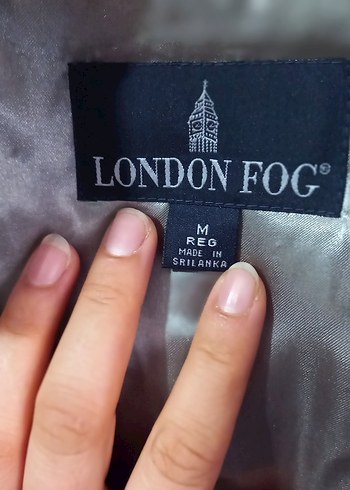 LONDON FOG®
M
REG
MADE IN
SRILANKA